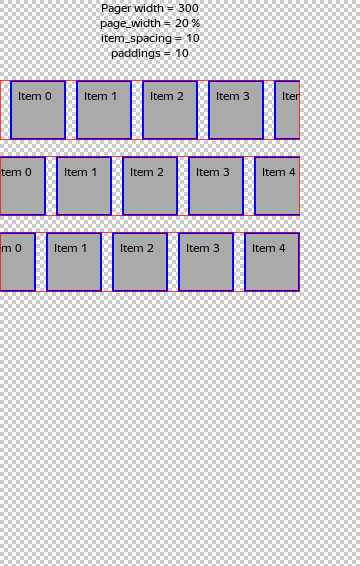 Pager width = 300
page_width = 20 %
item_spacing = 10
paddings = 10
Item 0 Item 1 Item 2 Item 3 Iter
tem 0 Item 1 Item 2 Item 3 Item 4
m 0 Item 1 Item 2 Item 3 Item 4